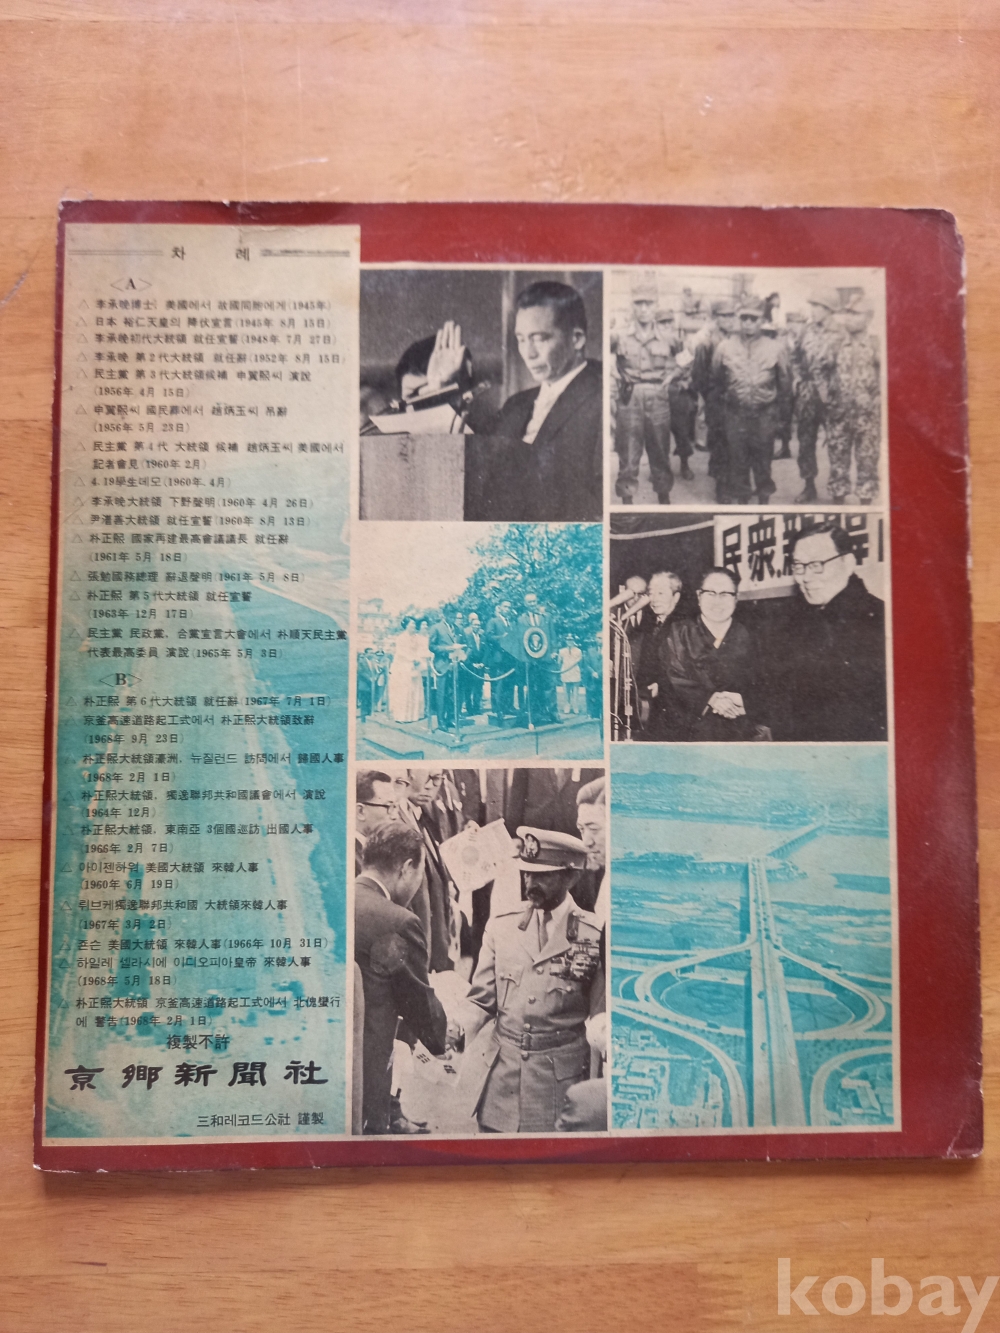 차 례
<A>
△ 李承晩博士! 美國에서 故國同胞에게(1945年)
△ 日本 裕仁天皇의 降伏宣言(1945年 8月 15日)
△ 李承晩初代大統領 就任宣誓(1948年 7月 27日)
△ 李承晩 第2代大統領 就任辭(1952年 8月 15日)
△ 民主黨 第3代大統領候補 申翼熙씨 演說
(1956年 4月 15日)
△ 申翼熙씨 國民葬에서 趙炳玉씨 吊辭
(1956年 5月 23日)
△ 民主黨 第4代 大統領 候補 趙炳玉씨 美國에서
記者會見(1960年 2月)
△ 4.19學生데모(1960年. 4月)
△ 李承晩大統領 下野聲明(1960年 4月 26日)
△ 尹潽善大統領 就任宣誓(1960年 8月 13日)
△ 朴正熙 國家再建最高會議議長 就任辭
(1961年 5月 18日)
△ 張勉國務總理 辭退聲明(1961年 5月 8日)
△ 朴正熙 第5代大統領 就任宣誓
(1963年 12月 17日)
△ 民主黨 民政黨, 合黨宣言大會에서 朴順天民主黨
代表最高委員 演說(1965年 5月 3日)
<B>
△ 朴正熙 第6代大統領 就任辭(1967年 7月 1日)
△ 京釜高速道路起工式에서 朴正熙大統領致辭
(1968年 9月 23日)
△ 朴正熙大統領濠洲, 뉴질런드 訪問에서 歸國人事
(1968年 2月 1日)
△ 朴正熙大統領, 獨逸聯邦共和國議會에서 演說
(1964年 12月)
△ 朴正熙大統領, 東南亞 3個國巡訪 出國人事
(1966年 2月 7日)
△ 아이젠하워 美國大統領 來韓人事
(1960年 6月 19日)
△ 뤼브케獨逸聯邦共和國 大統領來韓人事
(1967年 3月 2日)
△ 죤슨 美國大統領 來韓人事(1966年 10月 31日)
△ 하일레 셀라시에 이디오피아皇帝 來韓人事
(1968年 5月 18日)
△ 朴正熙大統領 京釜高速道路起工式에서 北傀蠻行
에 警告(1968年 2月 1日)
複製不許
京鄕新聞社
三和레코드公社 謹製
民衆
kobay